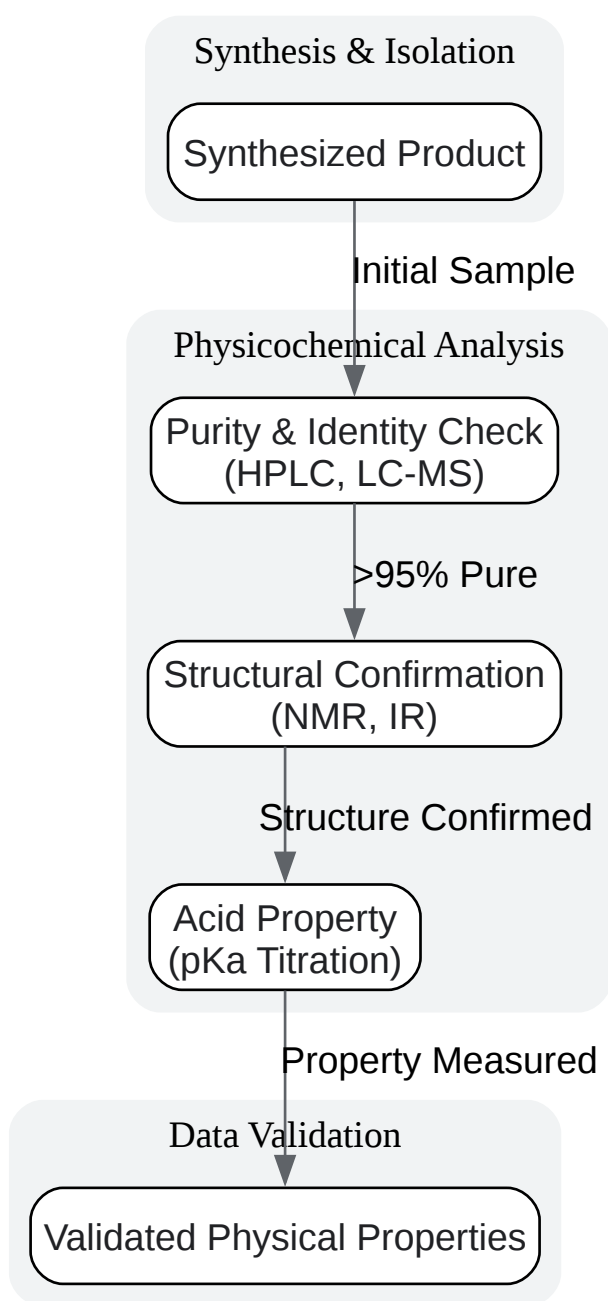 Synthesis & Isolation
Synthesized Product
Initial Sample
Physicochemical Analysis
Purity & Identity Check
(HPLC, LC-MS)
>95% Pure
Structural Confirmation
(NMR, IR)
Structure Confirmed
Acid Property
(pKa Titration)
Property Measured
Data Validation
Validated Physical Properties